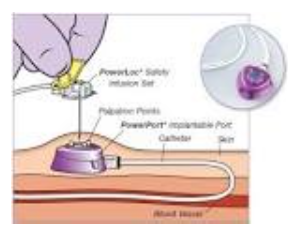 PowerLoc* Safety
Infusion Set
Palpation Points
PowerPort* Implantable Port
Catheter
Skin
Blood Vessel